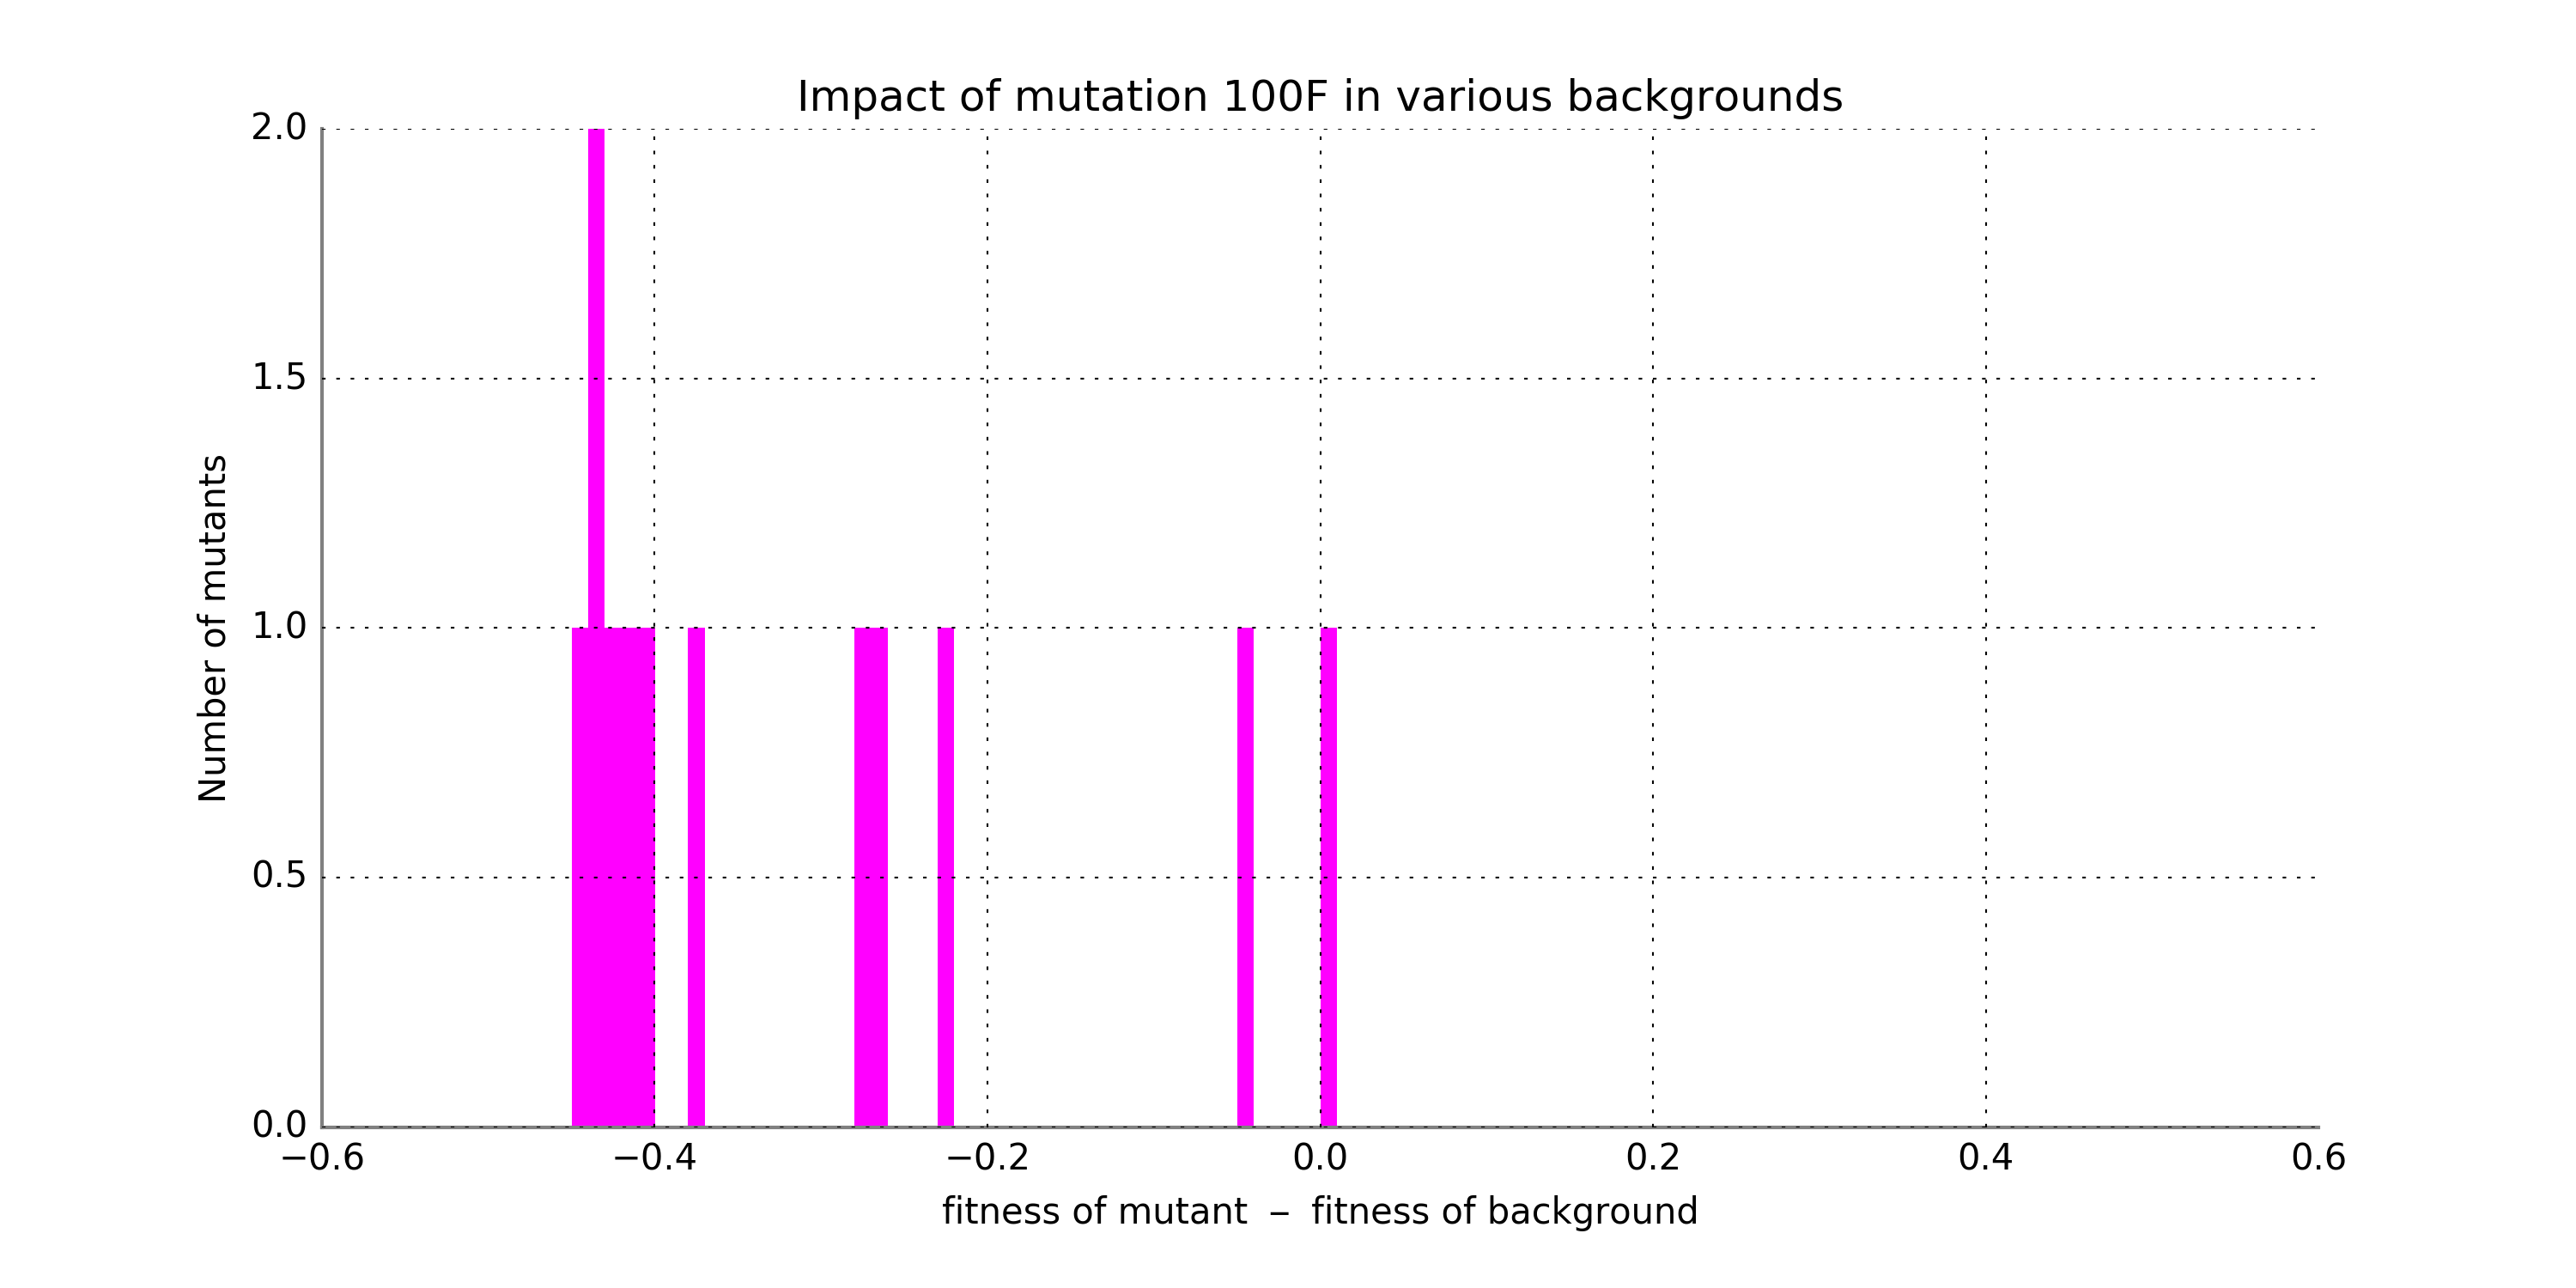 Impact of mutation 100F in various backgrounds
2.0
1.5
1.0
0.5
0.0
Number of mutants
−0.6 −0.4 −0.2 0.0 0.2 0.4 0.6
fitness of mutant − fitness of background